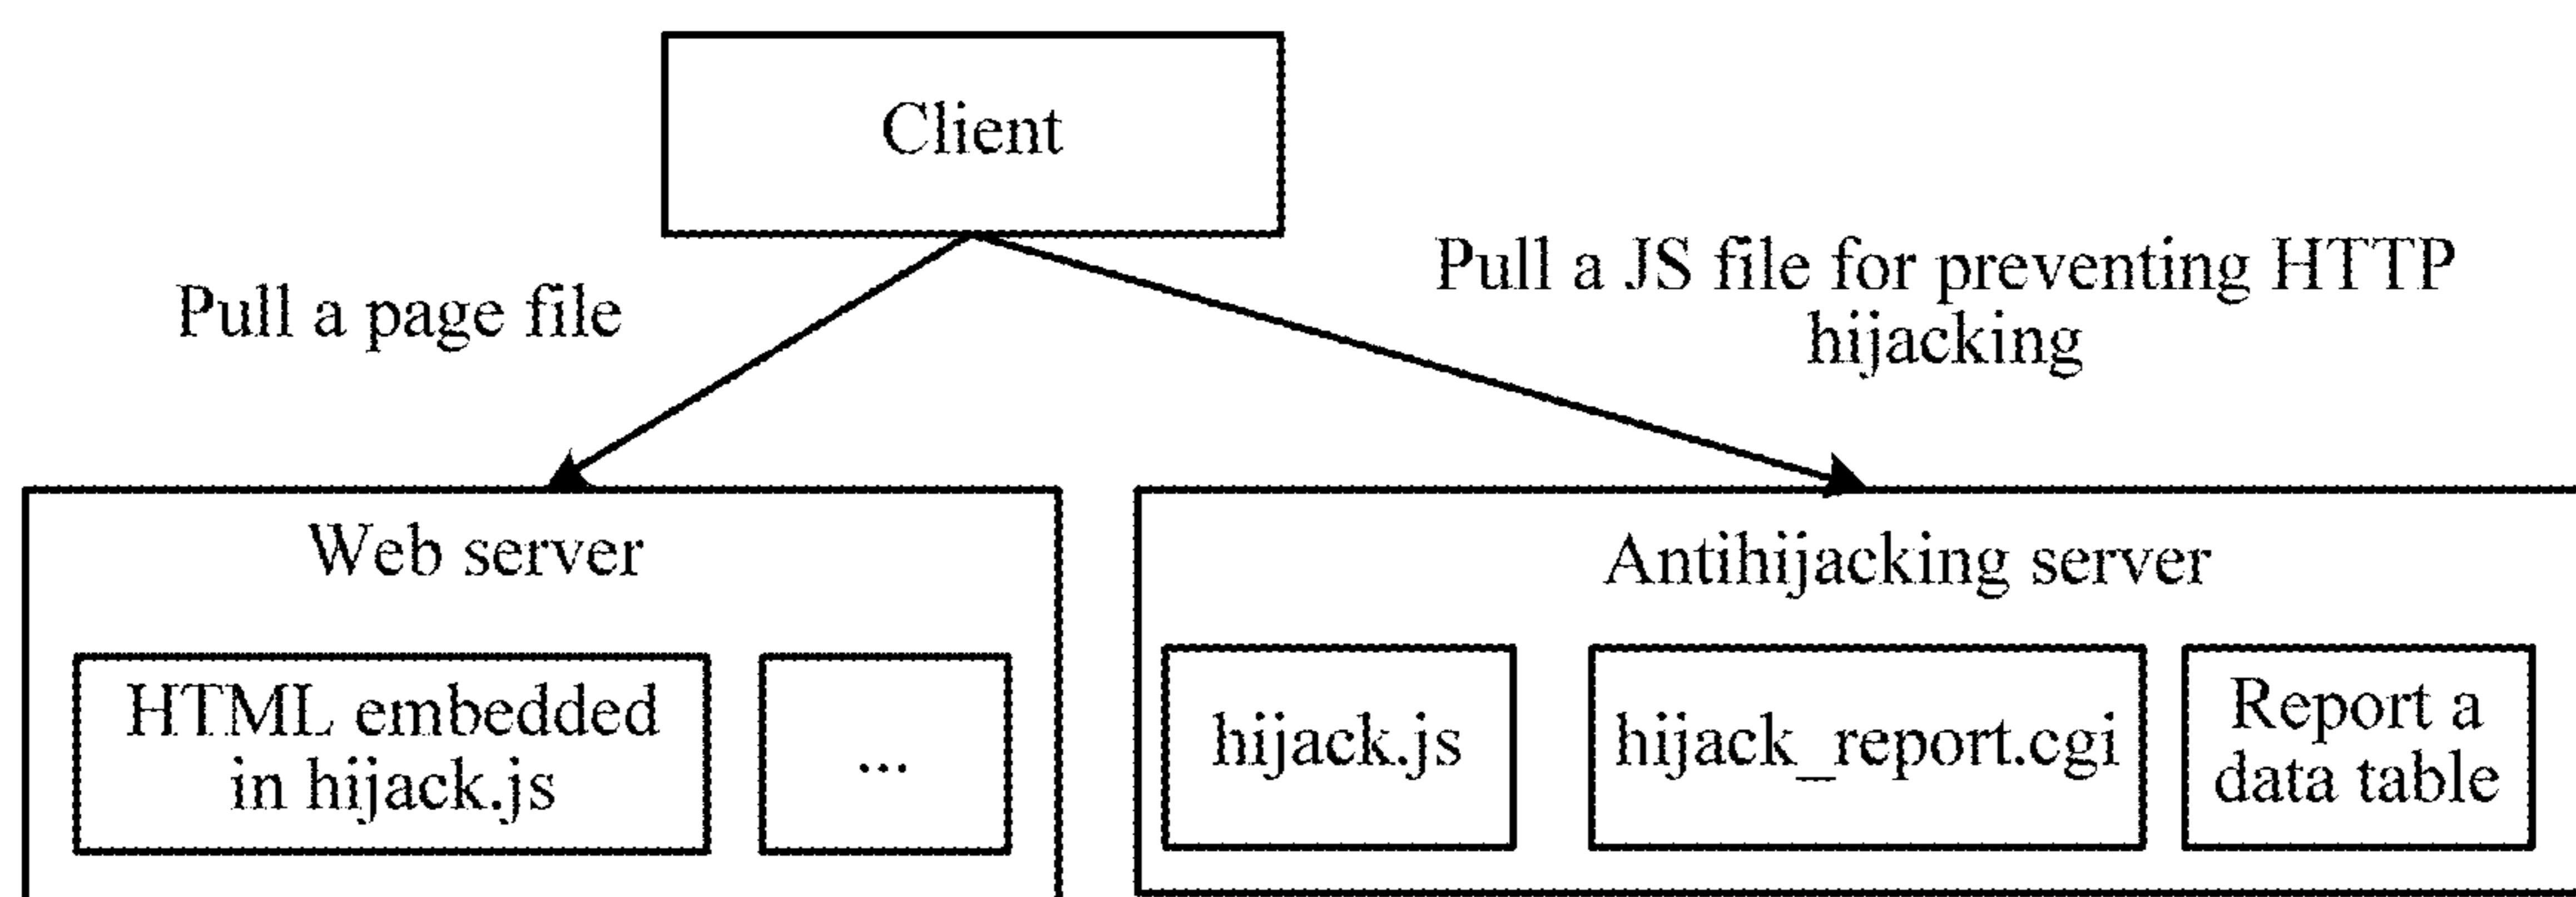 Client
Pull a page file
Pull a JS file for preventing HTTP
hijacking
Web server
HTML embedded
in hijack.js
...
Antihijacking server
hijack.js
hijack_report.cgi
Report a
data table